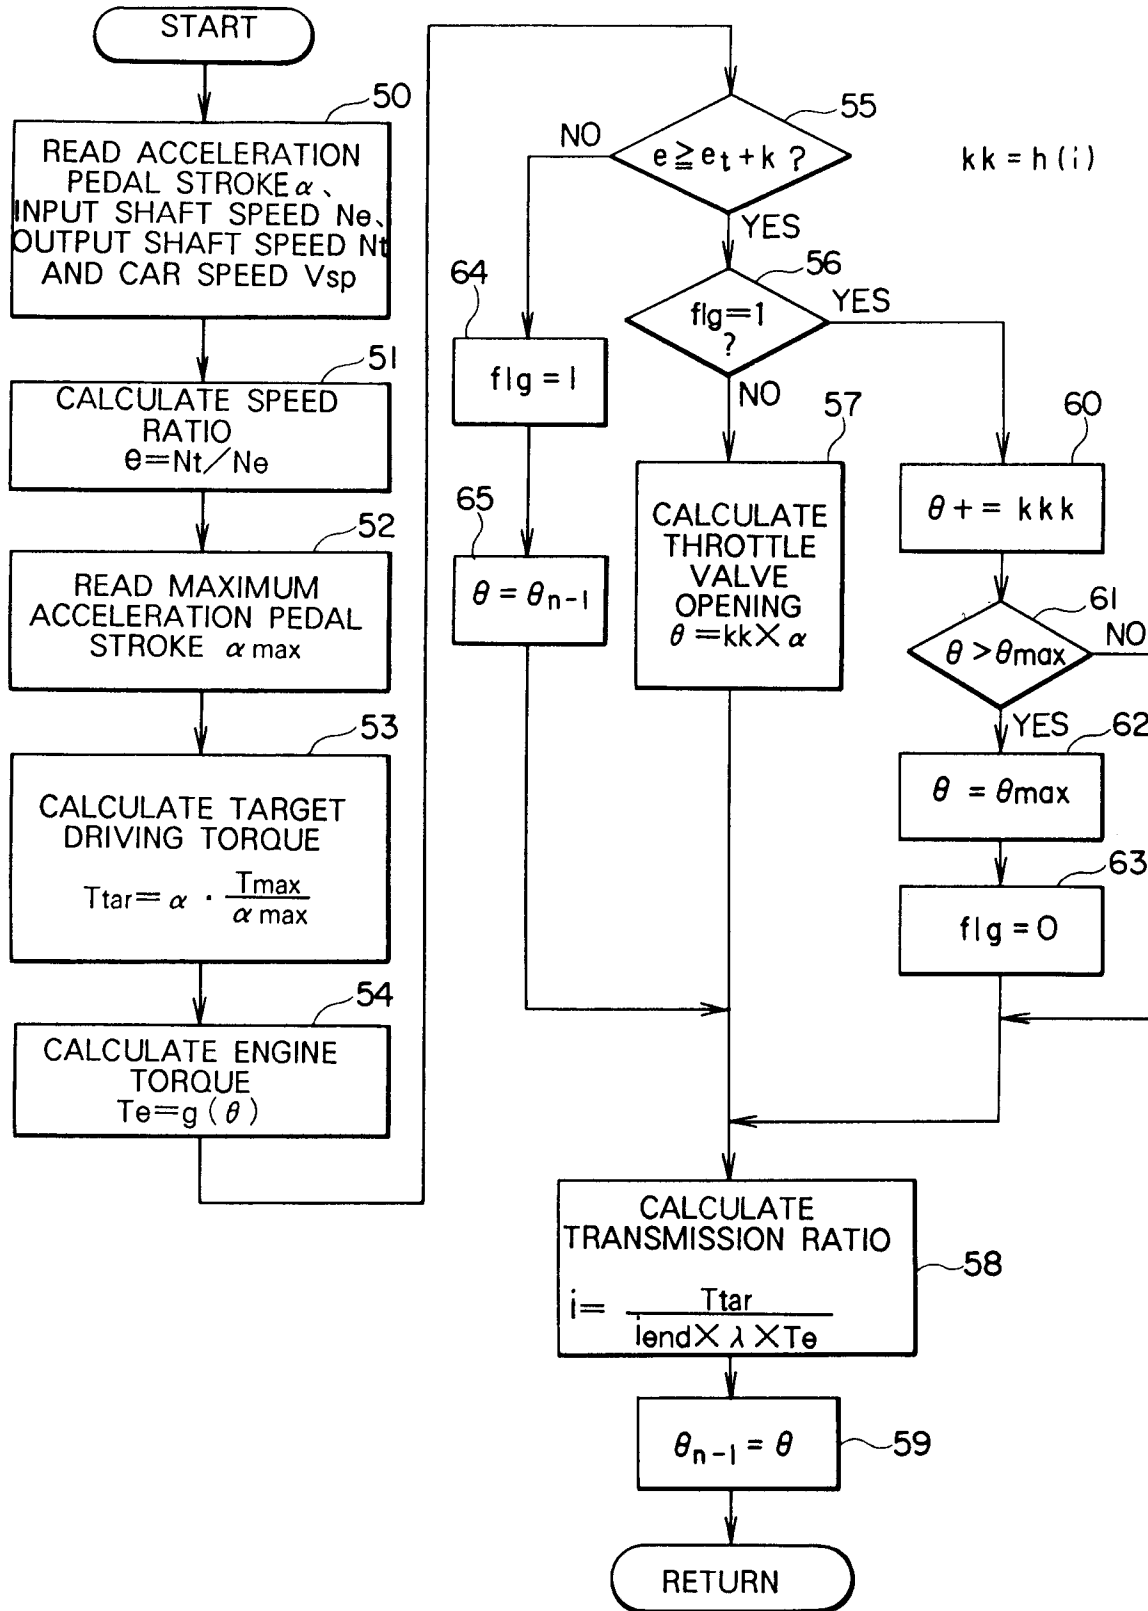 START
50
READ ACCELERATION
PEDAL STROKE α、
INPUT SHAFT SPEED Ne、
OUTPUT SHAFT SPEED Nt
AND CAR SPEED Vsp
51
CALCULATE SPEED
RATIO
e=Nt/Ne
52
READ MAXIMUM
ACCELERATION PEDAL
STROKE α max
53
CALCULATE TARGET
DRIVING TORQUE
Ttar= α · Tmax / α max
54
CALCULATE ENGINE
TORQUE
Te=g(θ)
55
e ≧ et + k ?
NO
YES
kk = h(i)
56
flg=1
?
YES
NO
64
flg = 1
65
θ = θn-1
57
CALCULATE
THROTTLE
VALVE
OPENING
θ =kk× α
60
θ += kkk
61
θ > θmax
NO
YES
62
θ = θmax
63
flg = 0
CALCULATE
TRANSMISSION RATIO
58
i= Ttar / iend× λ ×Te
θn-1 = θ
59
RETURN